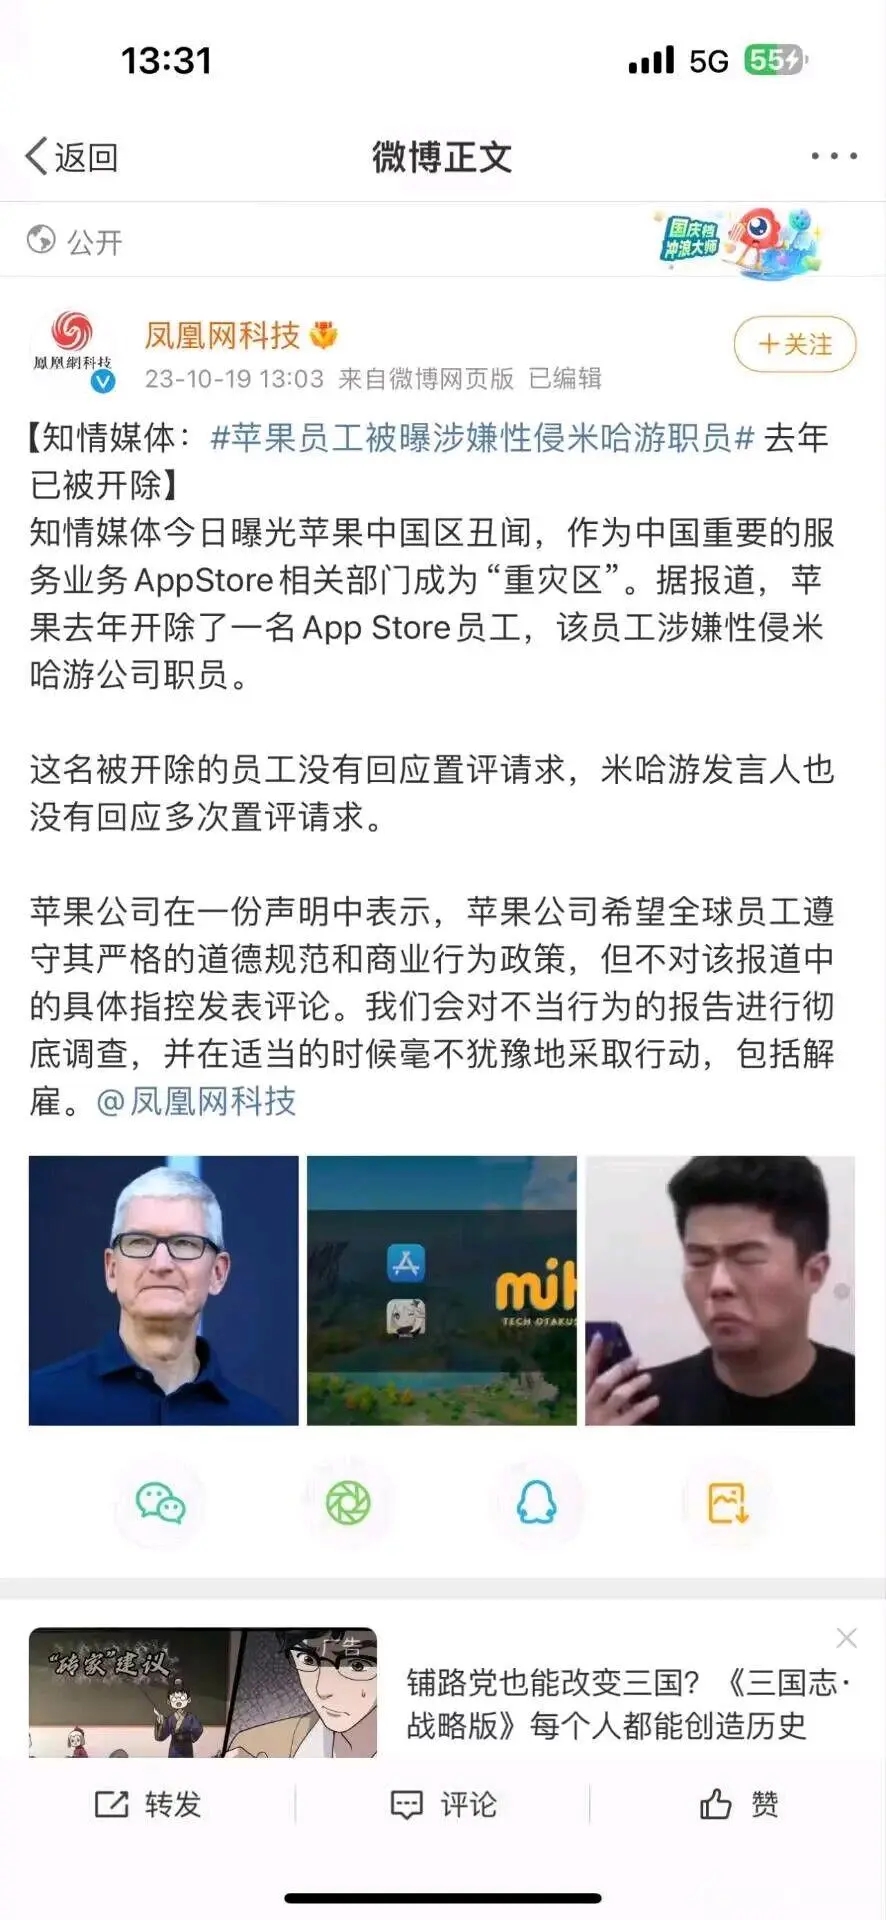 13:31
5G 55
返回
微博正文
公开
国庆档
冲浪大师
鳳凰網科技
凤凰网科技
+关注
23-10-19 13:03 来自微博网页版 已编辑
【知情媒体：#苹果员工被曝涉嫌性侵米哈游职员# 去年
已被开除】
知情媒体今日曝光苹果中国区丑闻，作为中国重要的服
务业务AppStore相关部门成为“重灾区”。据报道，苹
果去年开除了一名App Store员工，该员工涉嫌性侵米
哈游公司职员。
这名被开除的员工没有回应置评请求，米哈游发言人也
没有回应多次置评请求。
苹果公司在一份声明中表示，苹果公司希望全球员工遵
守其严格的道德规范和商业行为政策，但不对该报道中
的具体指控发表评论。我们会对不当行为的报告进行彻
底调查，并在适当的时候毫不犹豫地采取行动，包括解
雇。@凤凰网科技
miH
TECH OTAKUS
广告
“砖家”建议
铺路党也能改变三国？《三国志·
战略版》每个人都能创造历史
转发
评论
赞